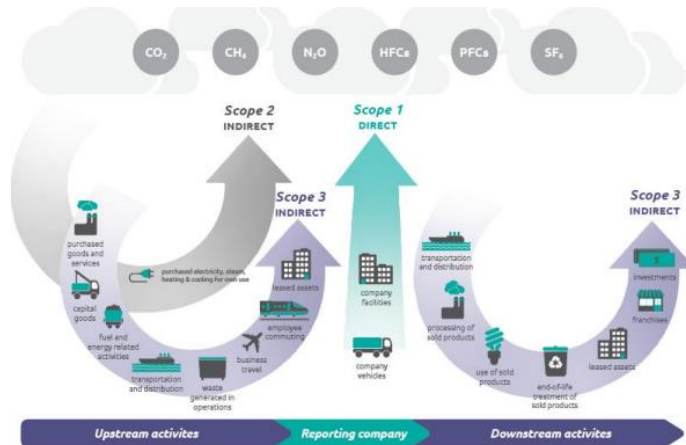 CO₂ CH₄ N₂O HFCs PFCs SF₆
Scope 2
INDIRECT
Scope 1
DIRECT
Scope 3
INDIRECT
Scope 3
INDIRECT
purchased
goods and
services
capital
goods
fuel and
energy related
activities
transportation
and distribution
waste
generated in
operations
business
travel
employee
commuting
leased assets
purchased electricity, steam,
heating & cooling for own use
company
facilities
company
vehicles
transportation
and distribution
processing of
sold products
use of sold
products
end-of-life
treatment of
sold products
leased assets
franchises
investments
Upstream activites
Reporting company
Downstream activites